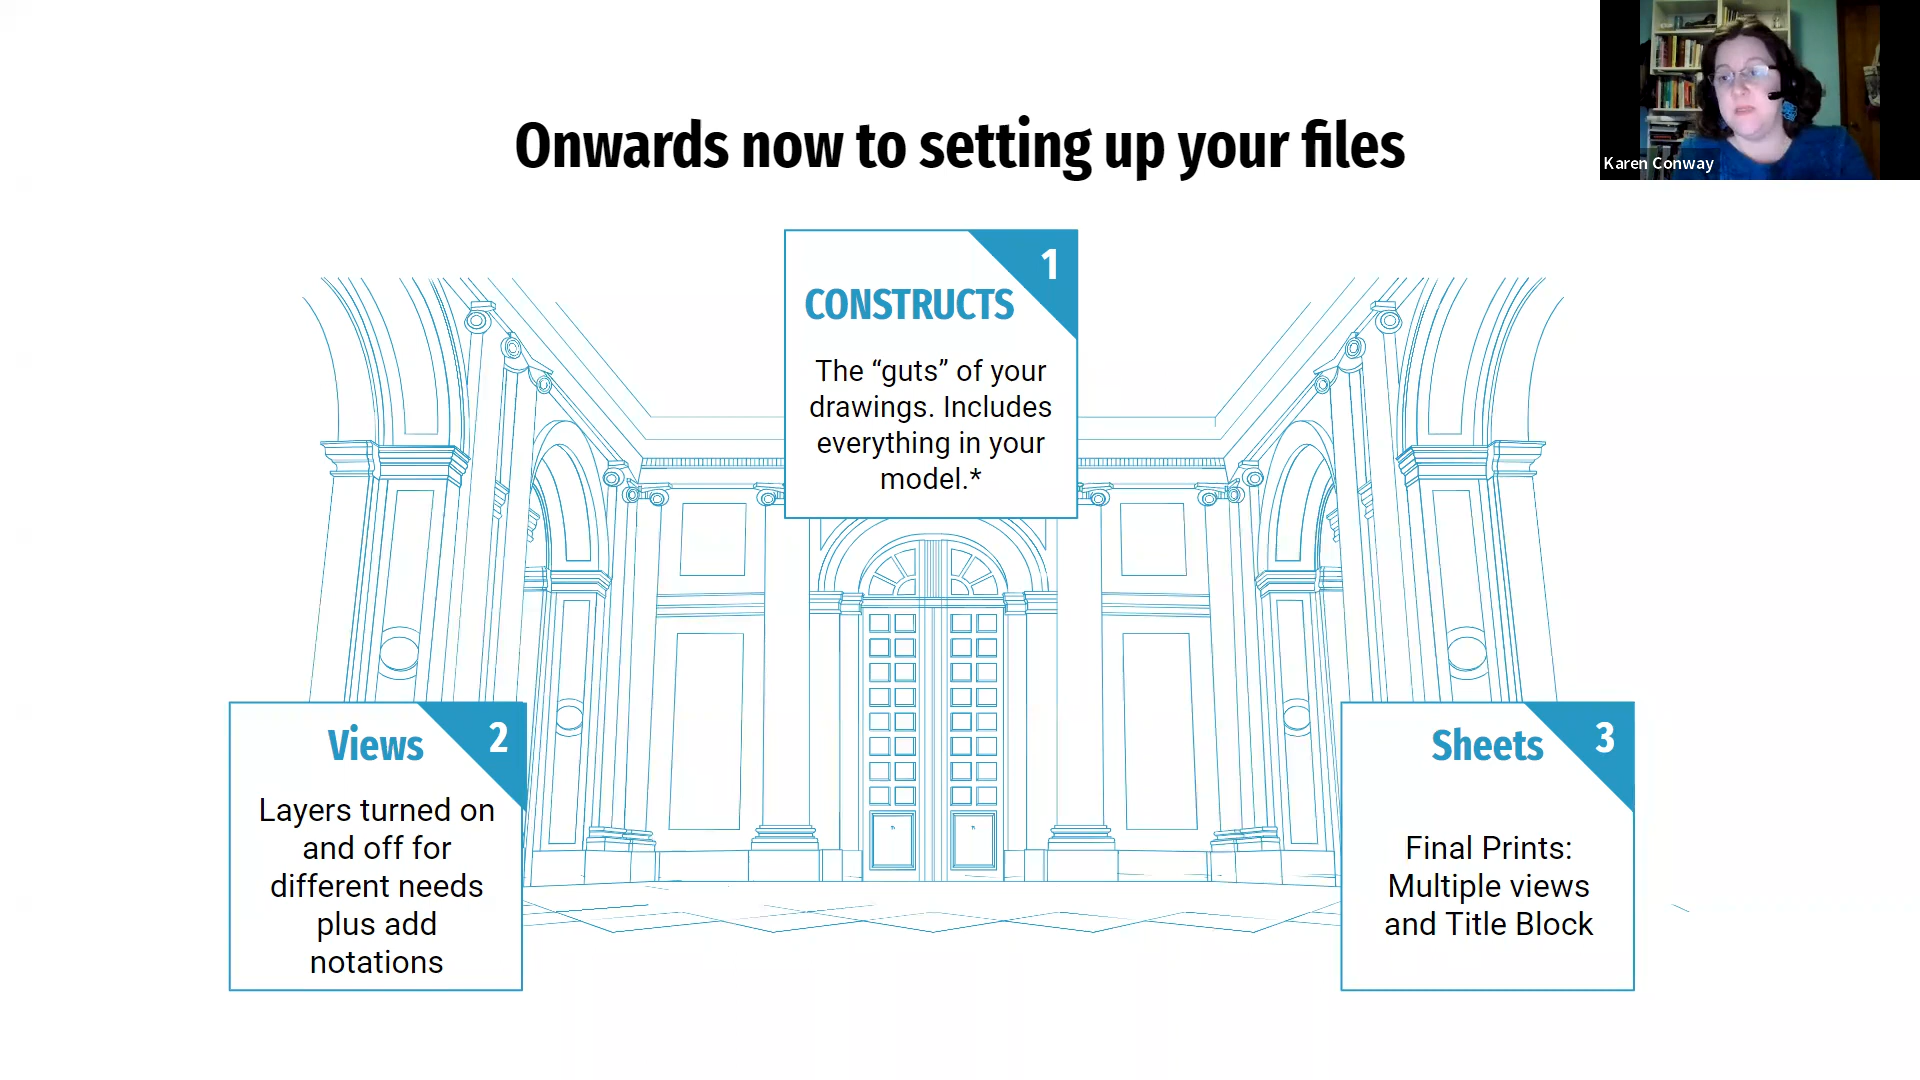 Onwards now to setting up your files
Karen Conway
1
CONSTRUCTS
The “guts” of your
drawings. Includes
everything in your
model.*
2
Views
Layers turned on
and off for
different needs
plus add
notations
3
Sheets
Final Prints:
Multiple views
and Title Block